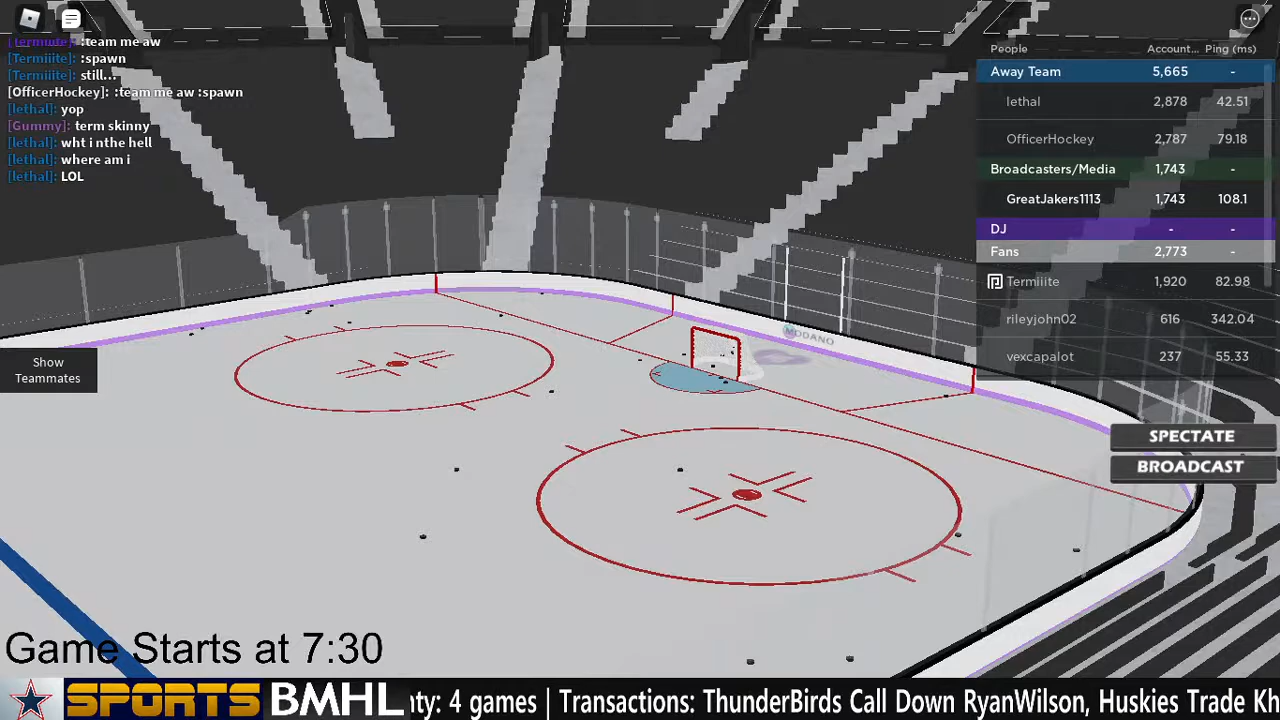 [Termiite]: :team me aw
[Termiiite]: :spawn
[Termiiite]: still...
[OfficerHockey]: :team me aw :spawn
[lethal]: yop
[Gummy]: term skinny
[lethal]: wht i nthe hell
[lethal]: where am i
[lethal]: LOL
People Account... Ping (ms)
Away Team 5,665 -
lethal 2,878 42.51
OfficerHockey 2,787 79.18
Broadcasters/Media 1,743 -
GreatJakers1113 1,743 108.1
DJ - -
Fans 2,773 -
Termiiite 1,920 82.98
rileyjohn02 616 342.04
vexcapalot 237 55.33
Show
Teammates
MODANO
SPECTATE
BROADCAST
Game Starts at 7:30
SPORTS BMHL nty: 4 games | Transactions: ThunderBirds Call Down RyanWilson, Huskies Trade Kh